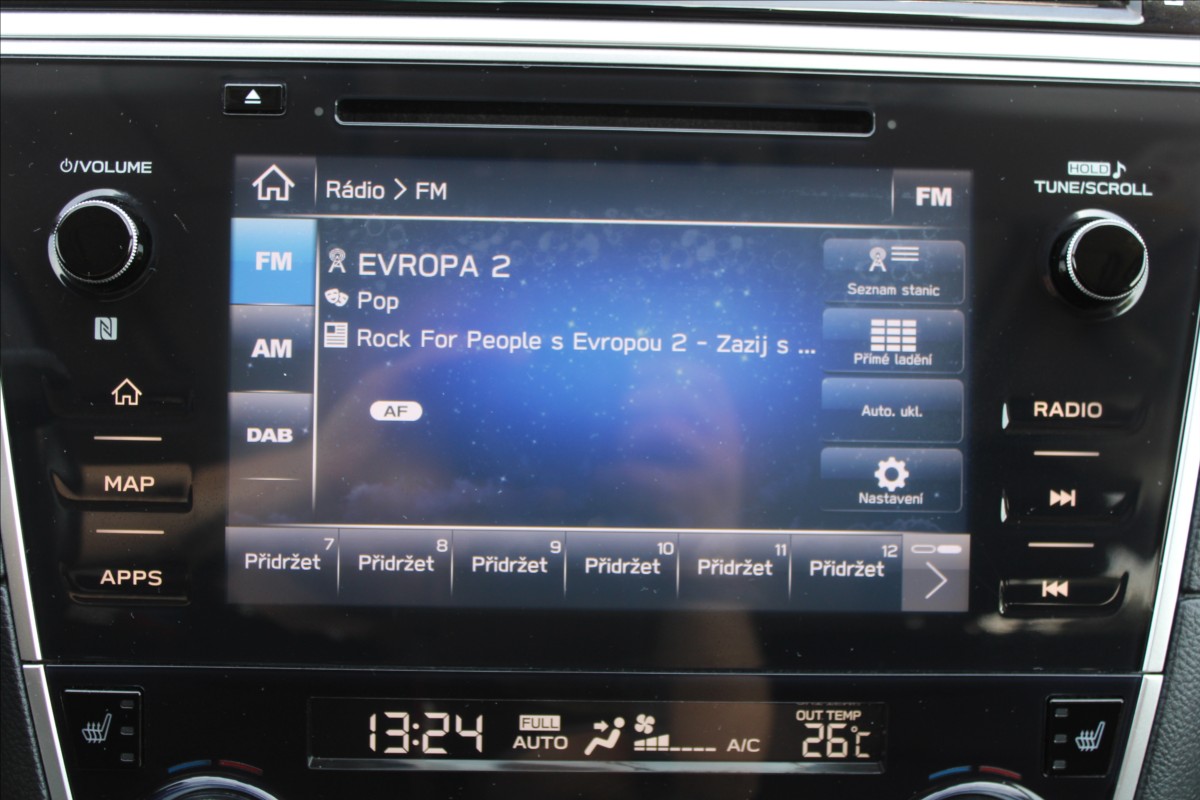 ⏻/VOLUME
HOLD ♪
TUNE/SCROLL
Rádio > FM
FM
FM
EVROPA 2
Pop
Rock For People s Evropou 2 - Zazij s ...
AF
AM
DAB
Seznam stanic
Přímé ladění
Auto. ukl.
Nastavení
MAP
APPS
RADIO
7
Přidržet
8
Přidržet
9
Přidržet
10
Přidržet
11
Přidržet
12
Přidržet
13:24
FULL
AUTO
A/C
OUT TEMP
26°C